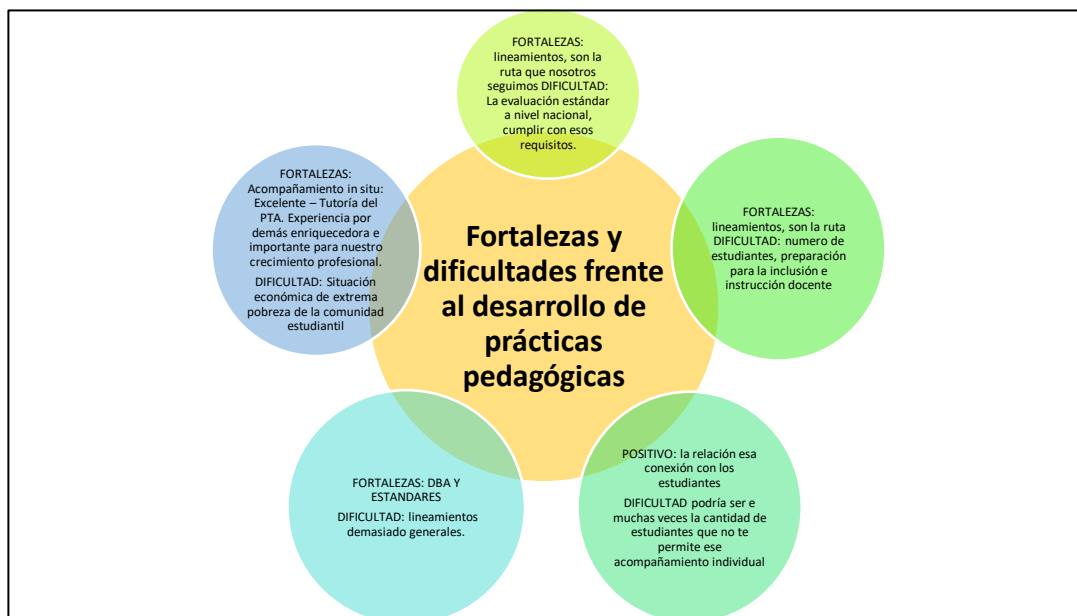 FORTALEZAS:
lineamientos, son la
ruta que nosotros
seguimos DIFICULTAD:
La evaluación estándar
a nivel nacional,
cumplir con esos
requisitos.
FORTALEZAS:
lineamientos, son la ruta
DIFICULTAD: numero de
estudiantes, preparación
para la inclusión e
instrucción docente
POSITIVO: la relación esa
conexión con los
estudiantes
DIFICULTAD podría ser e
muchas veces la cantidad de
estudiantes que no te
permite ese
acompañamiento individual
FORTALEZAS: DBA Y
ESTANDARES
DIFICULTAD: lineamientos
demasiado generales.
FORTALEZAS:
Acompañamiento in situ:
Excelente – Tutoría del
PTA. Experiencia por
demás enriquecedora e
importante para nuestro
crecimiento profesional.
DIFICULTAD: Situación
económica de extrema
pobreza de la comunidad
estudiantil
Fortalezas y
dificultades frente
al desarrollo de
prácticas
pedagógicas